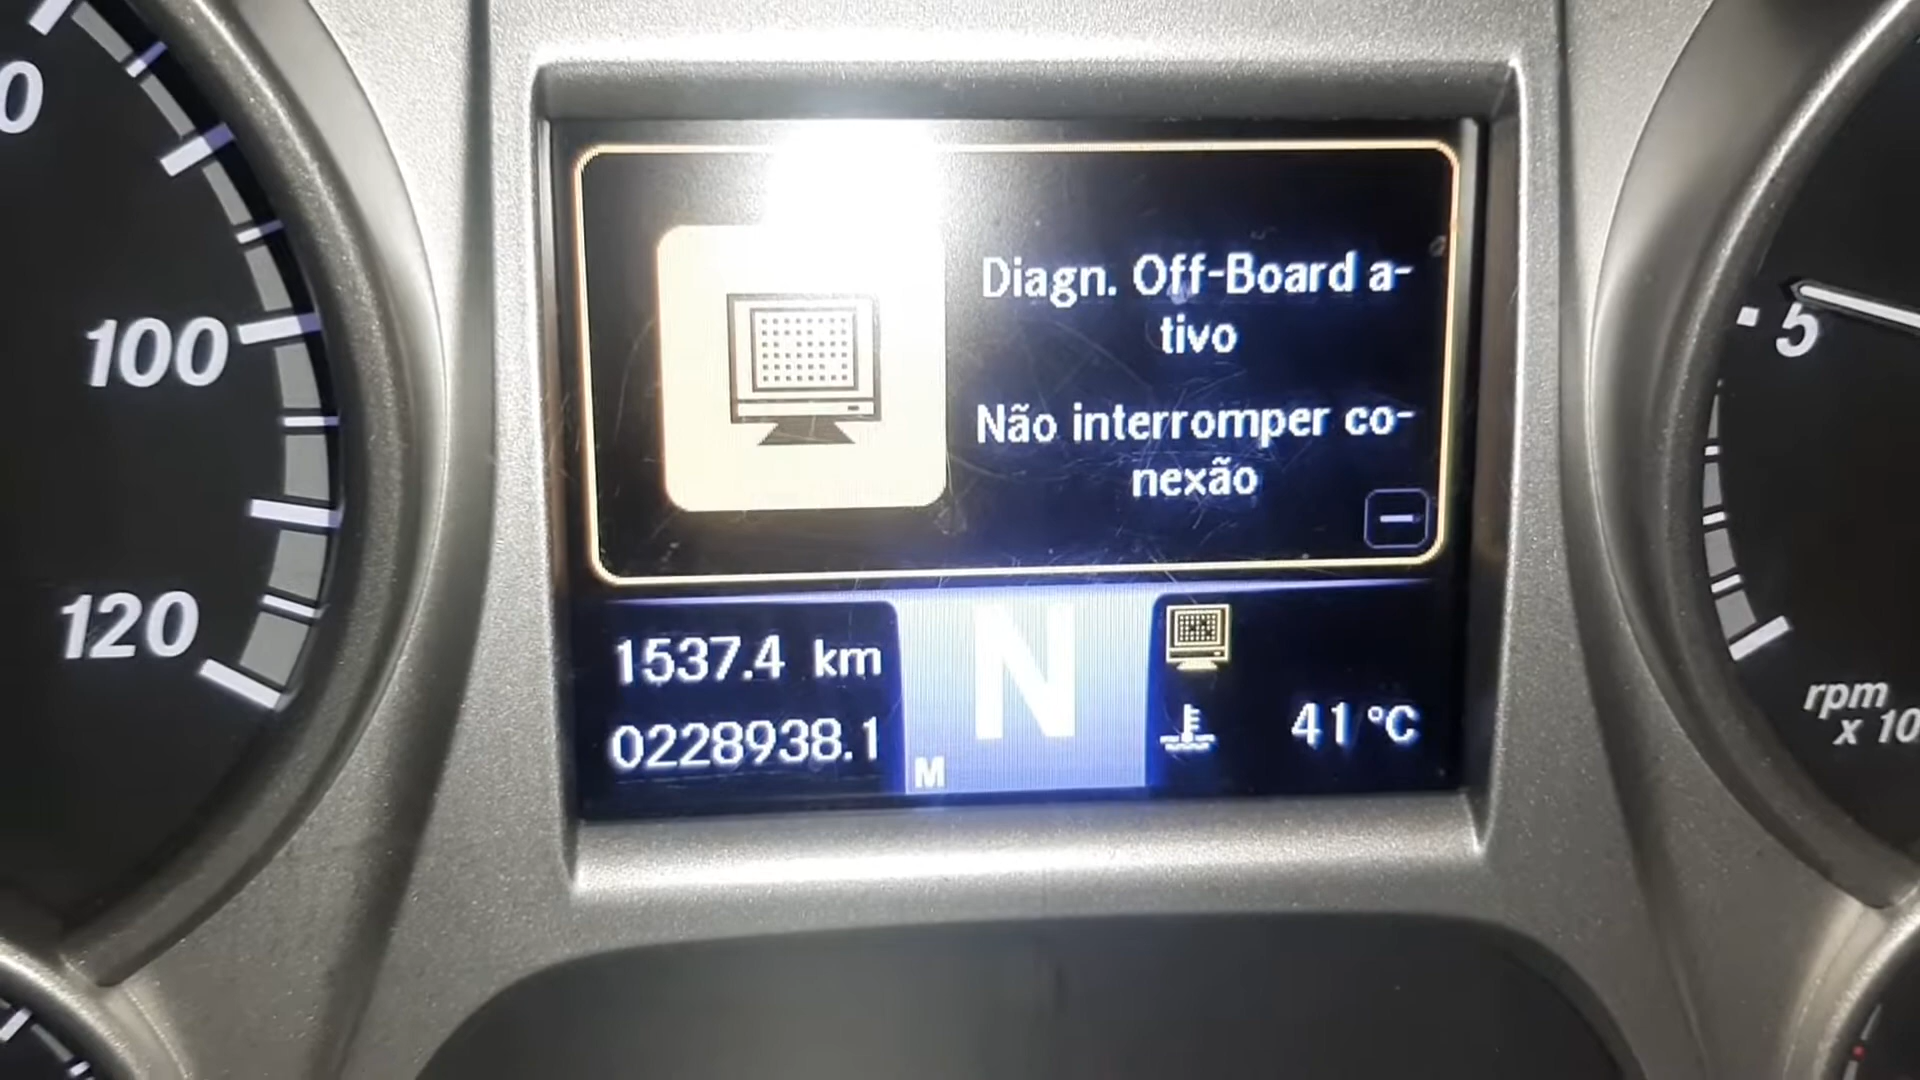 0
100
120
Diagn. Off-Board a-
tivo
Não interromper co-
nexão
1537.4 km
0228938.1
N
M
41°C
5
rpm
x 10